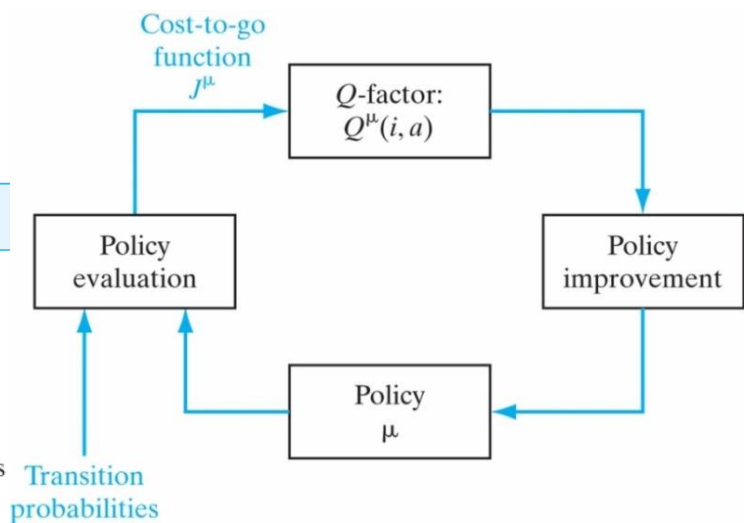 Cost-to-go
function
J^μ
Q-factor:
Q^μ(i, a)
Policy
evaluation
Policy
improvement
Policy
μ
s
Transition
probabilities